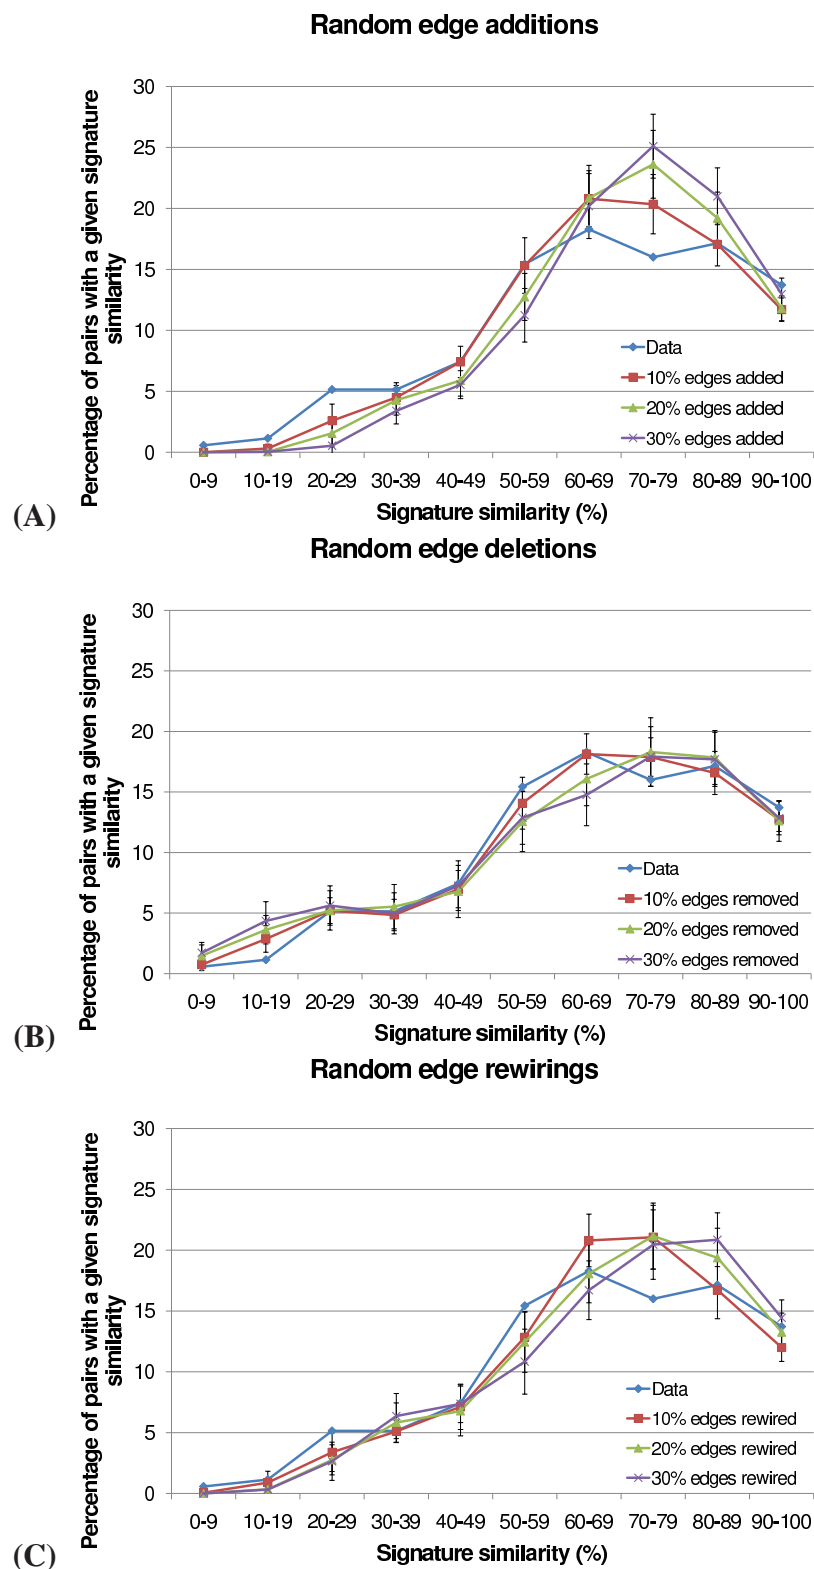 Random edge additions
Percentage of pairs with a given signature
similarity
30
25
20
15
10
5
0
Data
10% edges added
20% edges added
30% edges added
0-9 10-19 20-29 30-39 40-49 50-59 60-69 70-79 80-89 90-100
Signature similarity (%)
(A)
Random edge deletions
Percentage of pairs with a given signature
similarity
30
25
20
15
10
5
0
Data
10% edges removed
20% edges removed
30% edges removed
0-9 10-19 20-29 30-39 40-49 50-59 60-69 70-79 80-89 90-100
Signature similarity (%)
(B)
Random edge rewirings
Percentage of pairs with a given signature
similarity
30
25
20
15
10
5
0
Data
10% edges rewired
20% edges rewired
30% edges rewired
0-9 10-19 20-29 30-39 40-49 50-59 60-69 70-79 80-89 90-100
Signature similarity (%)
(C)